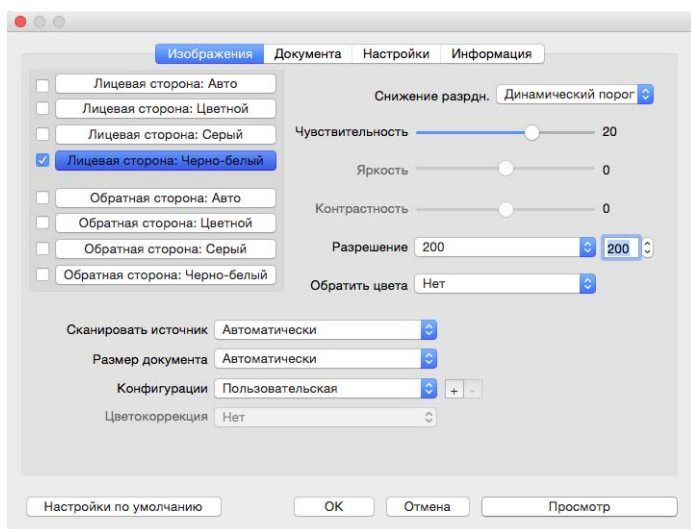 Изображения Документа Настройки Информация
Лицевая сторона: Авто
Лицевая сторона: Цветной
Лицевая сторона: Серый
Лицевая сторона: Черно-белый
Обратная сторона: Авто
Обратная сторона: Цветной
Обратная сторона: Серый
Обратная сторона: Черно-белый
Снижение разрдн. Динамический порог
Чувствительность 20
Яркость 0
Контрастность 0
Разрешение 200 200
Обратить цвета Нет
Сканировать источник Автоматически
Размер документа Автоматически
Конфигурации Пользовательская + -
Цветокоррекция Нет
Настройки по умолчанию OK Отмена Просмотр